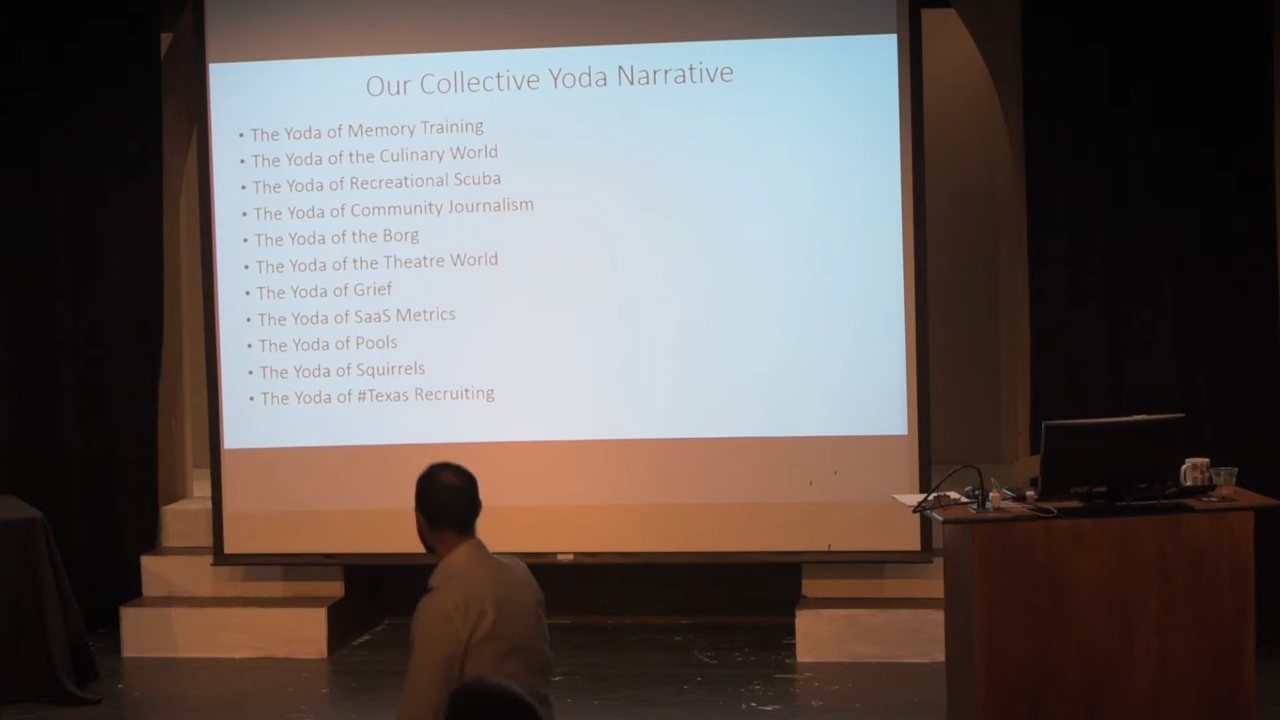 Our Collective Yoda Narrative
• The Yoda of Memory Training
• The Yoda of the Culinary World
• The Yoda of Recreational Scuba
• The Yoda of Community Journalism
• The Yoda of the Borg
• The Yoda of the Theatre World
• The Yoda of Grief
• The Yoda of SaaS Metrics
• The Yoda of Pools
• The Yoda of Squirrels
• The Yoda of #Texas Recruiting